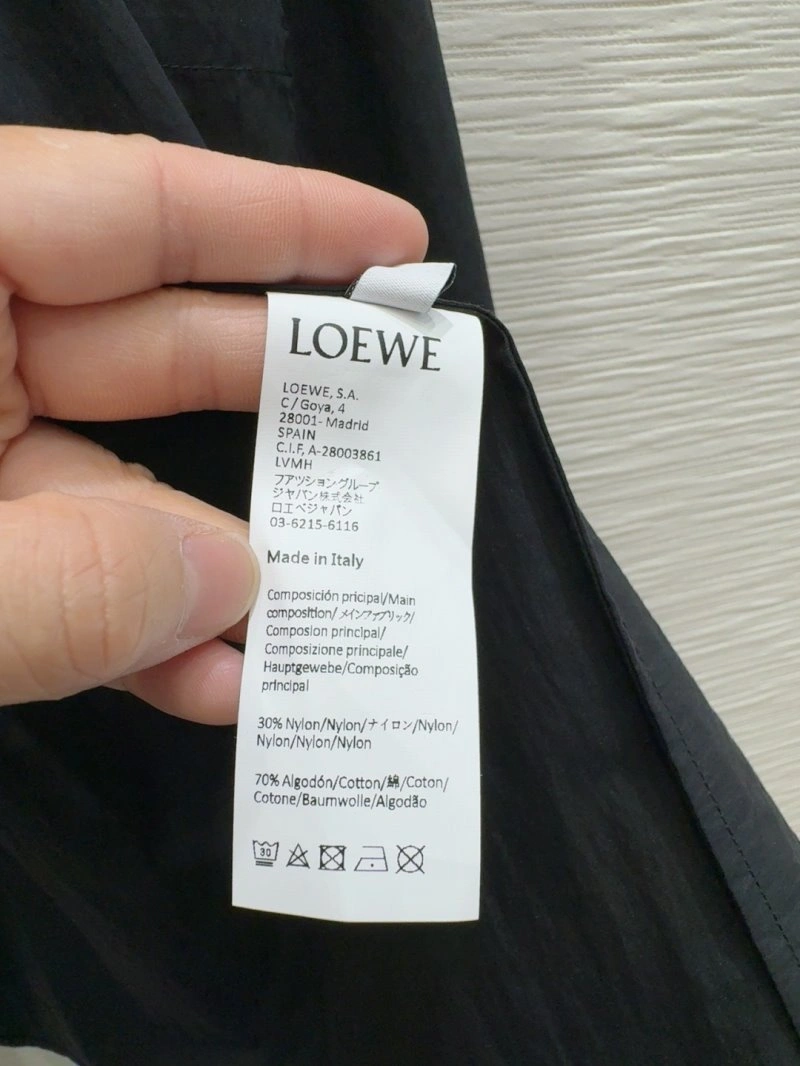 LOEWE
LOEWE, S.A.
C / Goya, 4
28001- Madrid
SPAIN
C.I.F, A-28003861
LVMH
フアツションダループ
ジャパン株式会社
ロエベジャパン
03-6215-6116
Made in Italy
Composición pricipal/Main
composition/ メインファブリック/
Composion principal/
Composizione principale/
Hauptgewebe/Composição
principal
30% Nylon/Nylon/ナイロン/Nylon/
Nylon/Nylon/Nylon
70% Algodón/Cotton/綿/Coton/
Cotone/Baumwolle/Algodão
30